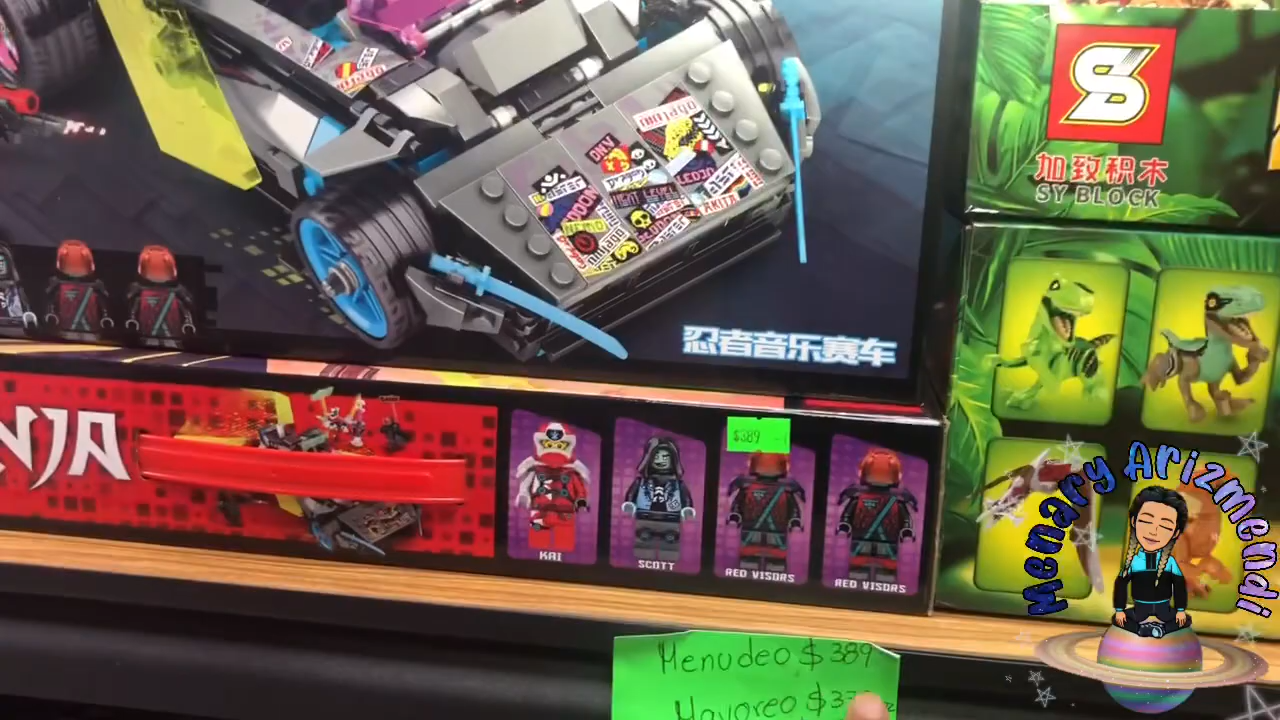 S
加致积木
SY BLOCK
忍者音乐赛车
NJA
$389
KAI
SCOTT
RED VISORS
RED VISORS
Menudeo $389
Mayoreo
AKITA
Menary Arizmendi